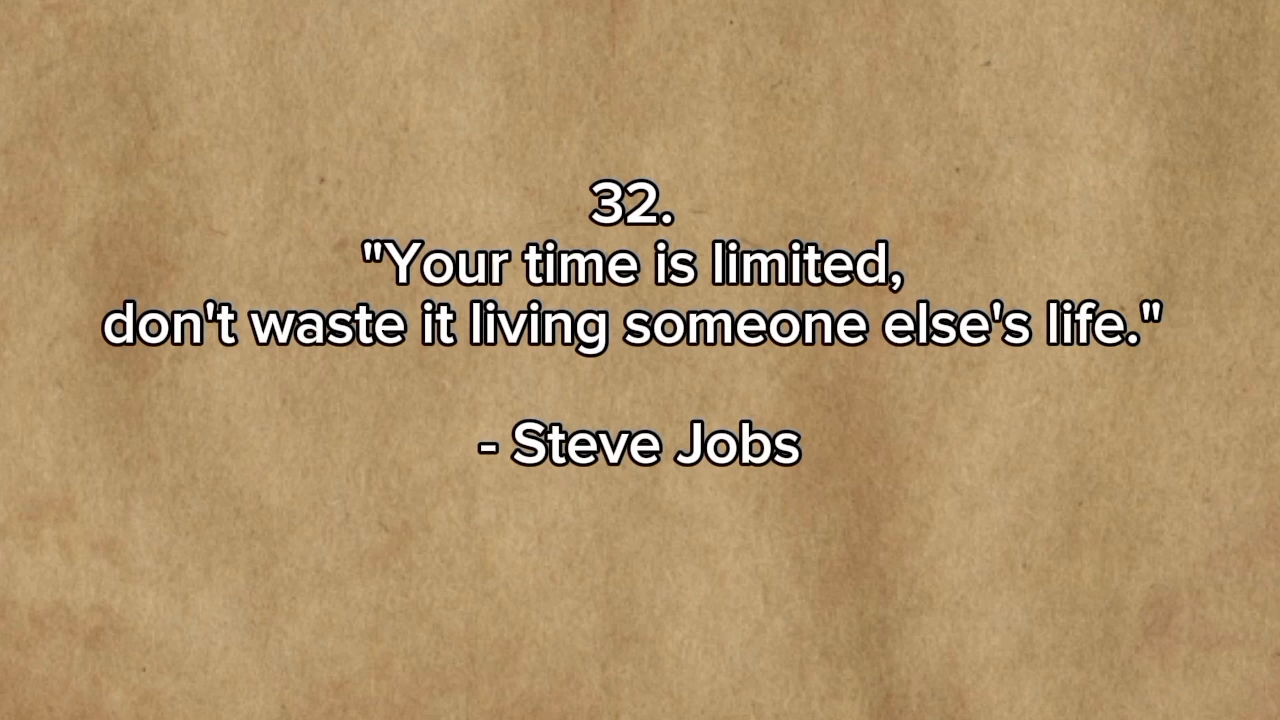 32.
"Your time is limited,
don't waste it living someone else's life."
- Steve Jobs